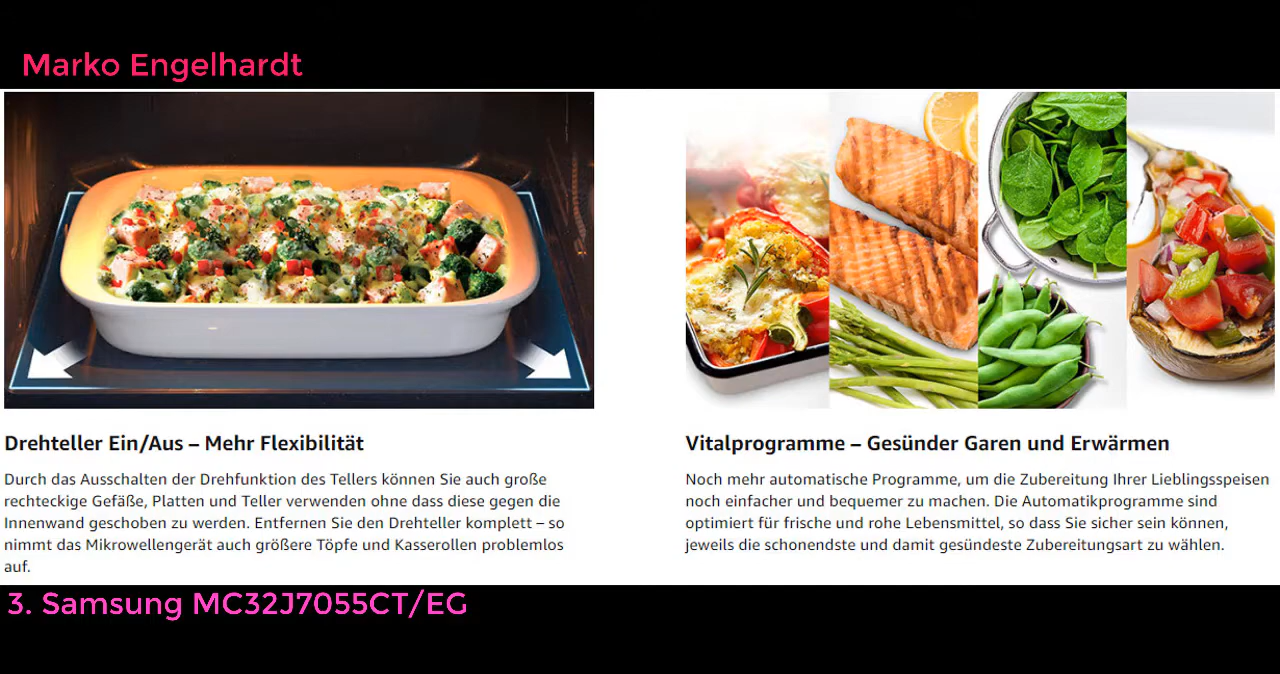 Marko Engelhardt
Drehteller Ein/Aus – Mehr Flexibilität
Durch das Ausschalten der Drehfunktion des Tellers können Sie auch große
rechteckige Gefäße, Platten und Teller verwenden ohne dass diese gegen die
Innenwand geschoben zu werden. Entfernen Sie den Drehteller komplett – so
nimmt das Mikrowellengerät auch größere Töpfe und Kasserollen problemlos
auf.
Vitalprogramme – Gesünder Garen und Erwärmen
Noch mehr automatische Programme, um die Zubereitung Ihrer Lieblingsspeisen
noch einfacher und bequemer zu machen. Die Automatikprogramme sind
optimiert für frische und rohe Lebensmittel, so dass Sie sicher sein können,
jeweils die schonendste und damit gesündeste Zubereitungsart zu wählen.
3. Samsung MC32J7055CT/EG